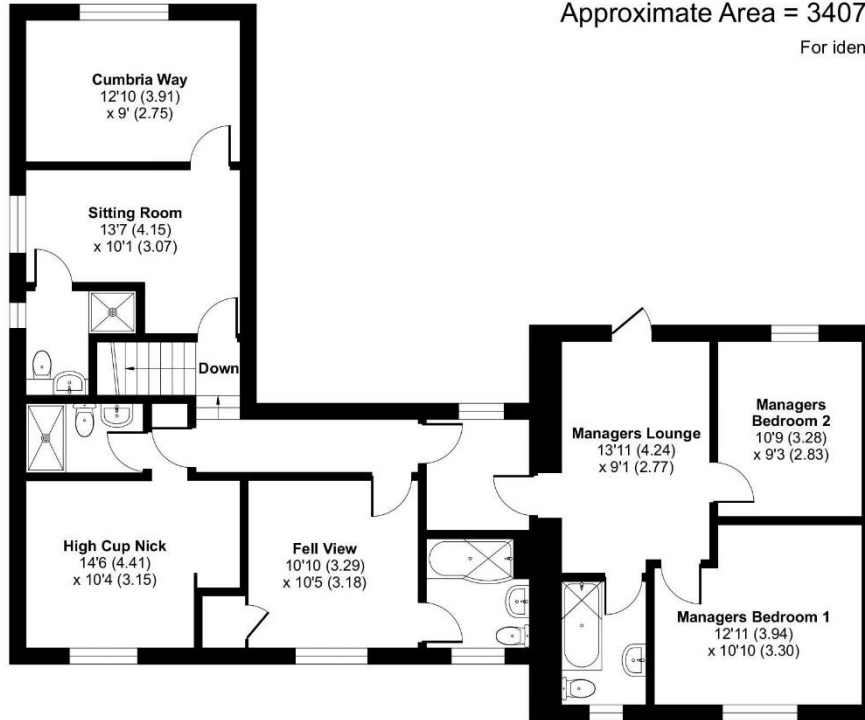 Approximate Area = 3407
For iden
Cumbria Way
12'10 (3.91)
x 9' (2.75)
Sitting Room
13'7 (4.15)
x 10'1 (3.07)
Down
Managers Lounge
13'11 (4.24)
x 9'1 (2.77)
Managers
Bedroom 2
10'9 (3.28)
x 9'3 (2.83)
High Cup Nick
14'6 (4.41)
x 10'4 (3.15)
Fell View
10'10 (3.29)
x 10'5 (3.18)
Managers Bedroom 1
12'11 (3.94)
x 10'10 (3.30)